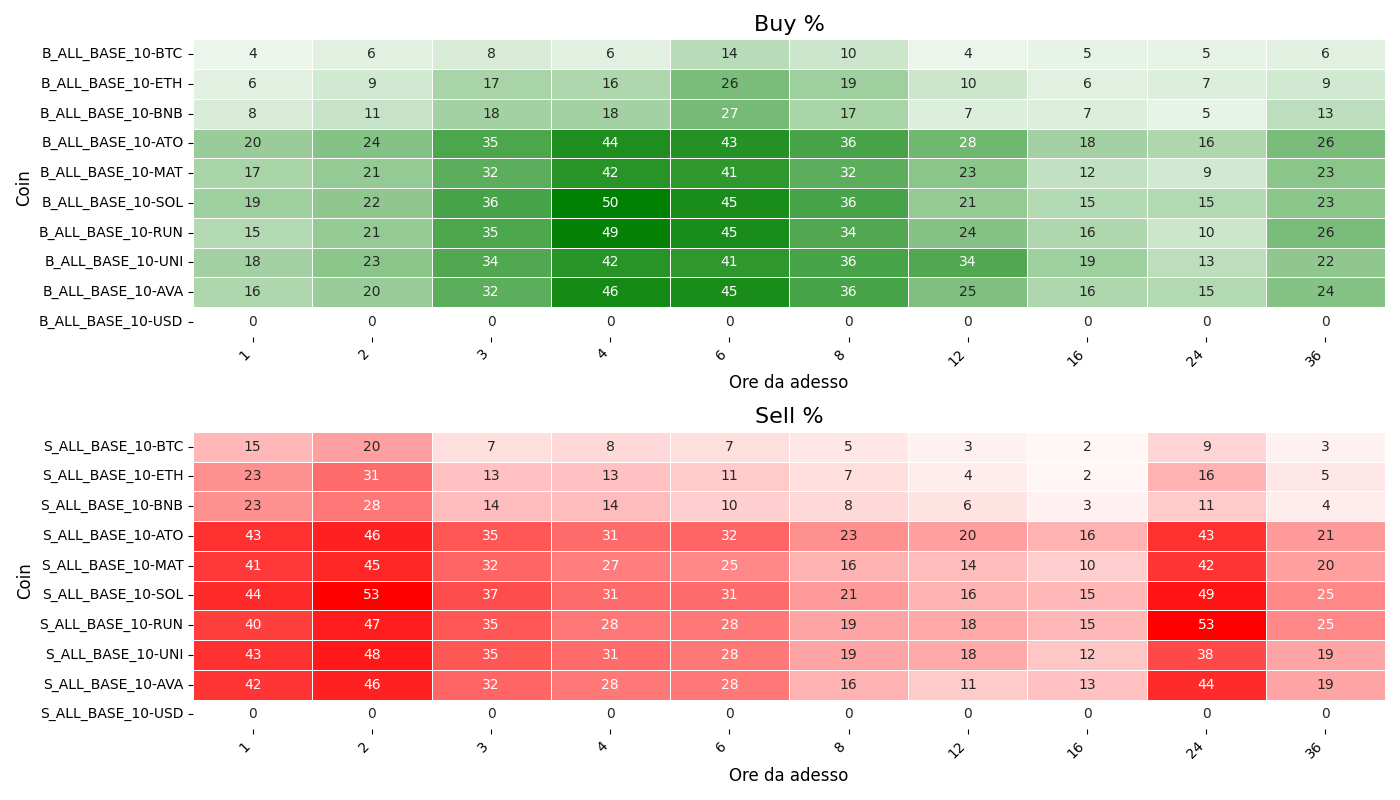 Buy %
Coin
B_ALL_BASE_10-BTC 4 6 8 6 14 10 4 5 5 6
B_ALL_BASE_10-ETH 6 9 17 16 26 19 10 6 7 9
B_ALL_BASE_10-BNB 8 11 18 18 27 17 7 7 5 13
B_ALL_BASE_10-ATO 20 24 35 44 43 36 28 18 16 26
B_ALL_BASE_10-MAT 17 21 32 42 41 32 23 12 9 23
B_ALL_BASE_10-SOL 19 22 36 50 45 36 21 15 15 23
B_ALL_BASE_10-RUN 15 21 35 49 45 34 24 16 10 26
B_ALL_BASE_10-UNI 18 23 34 42 41 36 34 19 13 22
B_ALL_BASE_10-AVA 16 20 32 46 45 36 25 16 15 24
B_ALL_BASE_10-USD 0 0 0 0 0 0 0 0 0 0
1 2 3 4 6 8 12 16 24 36
Ore da adesso
Sell %
Coin
S_ALL_BASE_10-BTC 15 20 7 8 7 5 3 2 9 3
S_ALL_BASE_10-ETH 23 31 13 13 11 7 4 2 16 5
S_ALL_BASE_10-BNB 23 28 14 14 10 8 6 3 11 4
S_ALL_BASE_10-ATO 43 46 35 31 32 23 20 16 43 21
S_ALL_BASE_10-MAT 41 45 32 27 25 16 14 10 42 20
S_ALL_BASE_10-SOL 44 53 37 31 31 21 16 15 49 25
S_ALL_BASE_10-RUN 40 47 35 28 28 19 18 15 53 25
S_ALL_BASE_10-UNI 43 48 35 31 28 19 18 12 38 19
S_ALL_BASE_10-AVA 42 46 32 28 28 16 11 13 44 19
S_ALL_BASE_10-USD 0 0 0 0 0 0 0 0 0 0
1 2 3 4 6 8 12 16 24 36
Ore da adesso